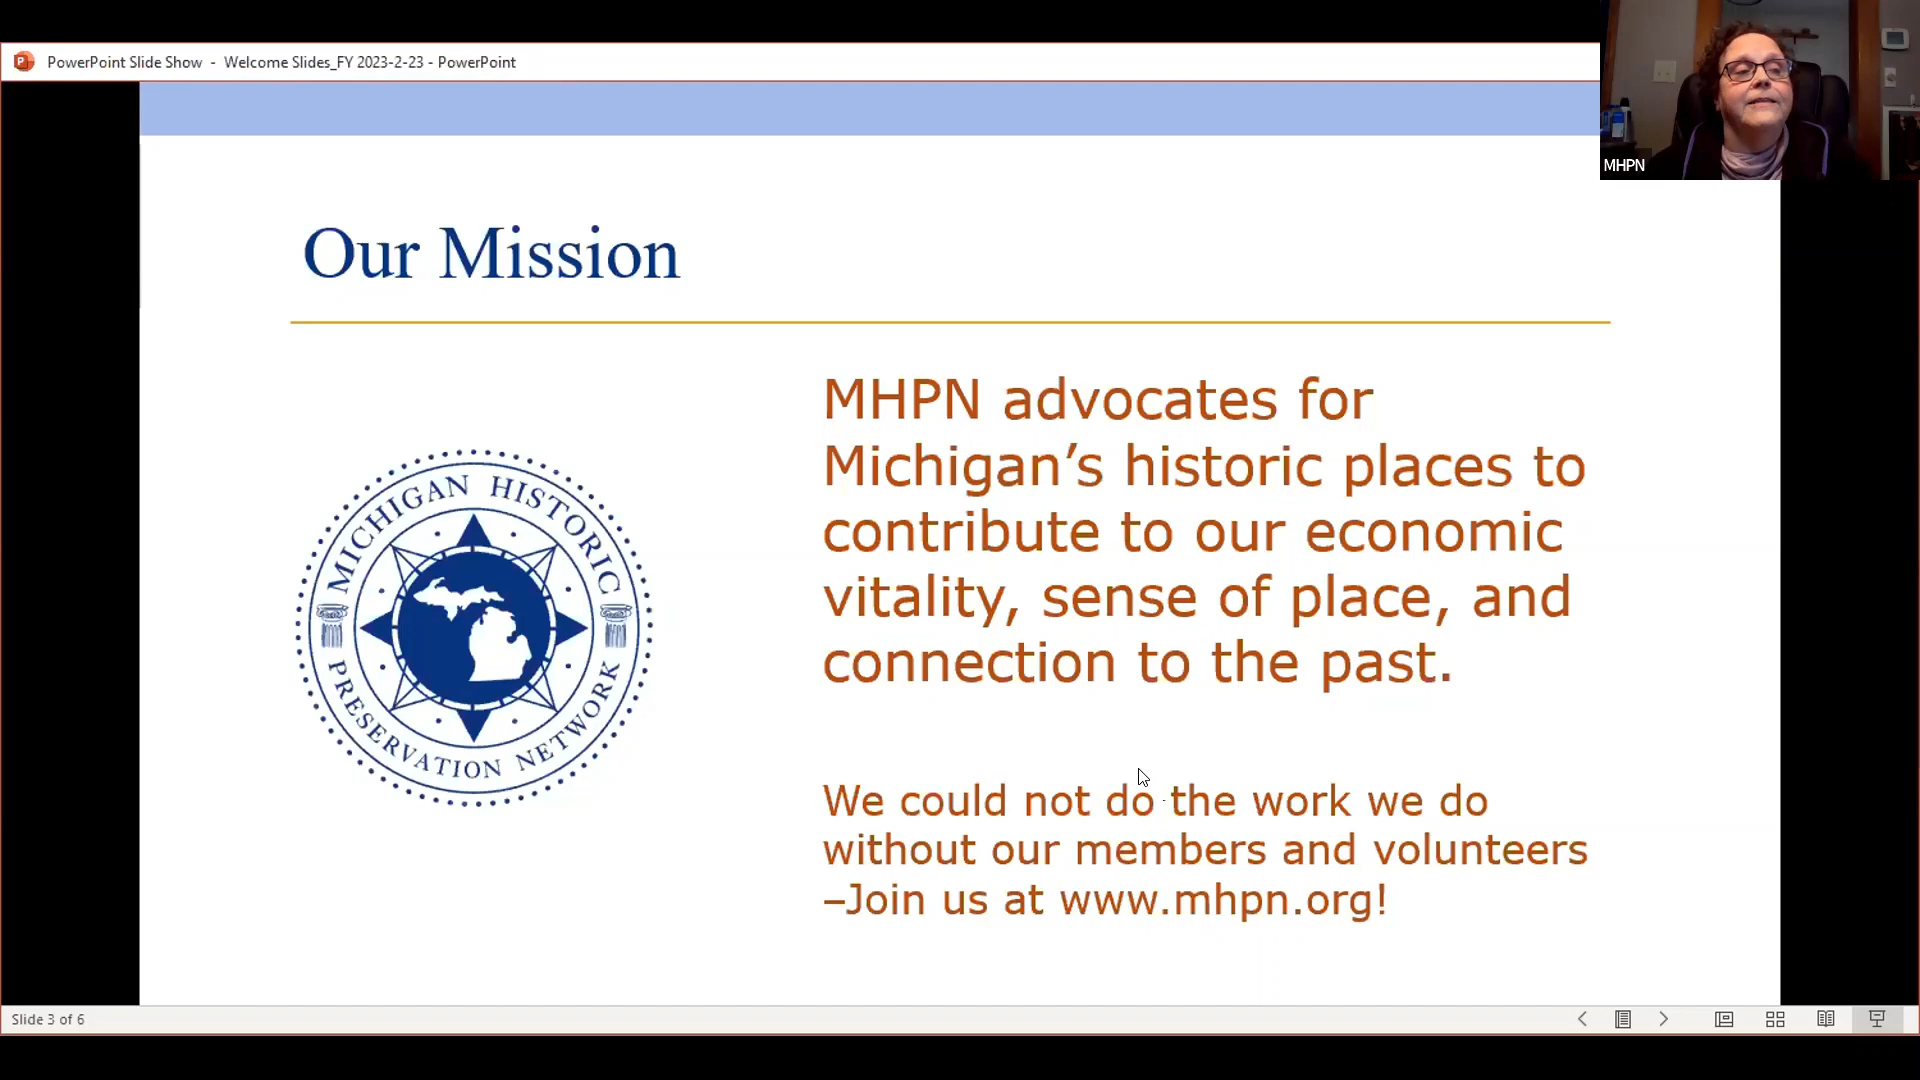 PowerPoint Slide Show - Welcome Slides_FY 2023-2-23 - PowerPoint
MHPN
Our Mission
MICHIGAN HISTORIC
PRESERVATION NETWORK
MHPN advocates for
Michigan’s historic places to
contribute to our economic
vitality, sense of place, and
connection to the past.
We could not do the work we do
without our members and volunteers
–Join us at www.mhpn.org!
Slide 3 of 6